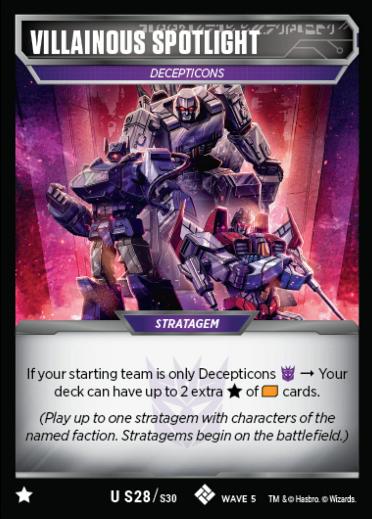 VILLAINOUS SPOTLIGHT
DECEPTICONS
STRATAGEM
If your starting team is only Decepticons → Your
deck can have up to 2 extra ★ of cards.
(Play up to one stratagem with characters of the
named faction. Stratagems begin on the battlefield.)
★ U S28/S30 WAVE 5 TM & © Hasbro. © Wizards.